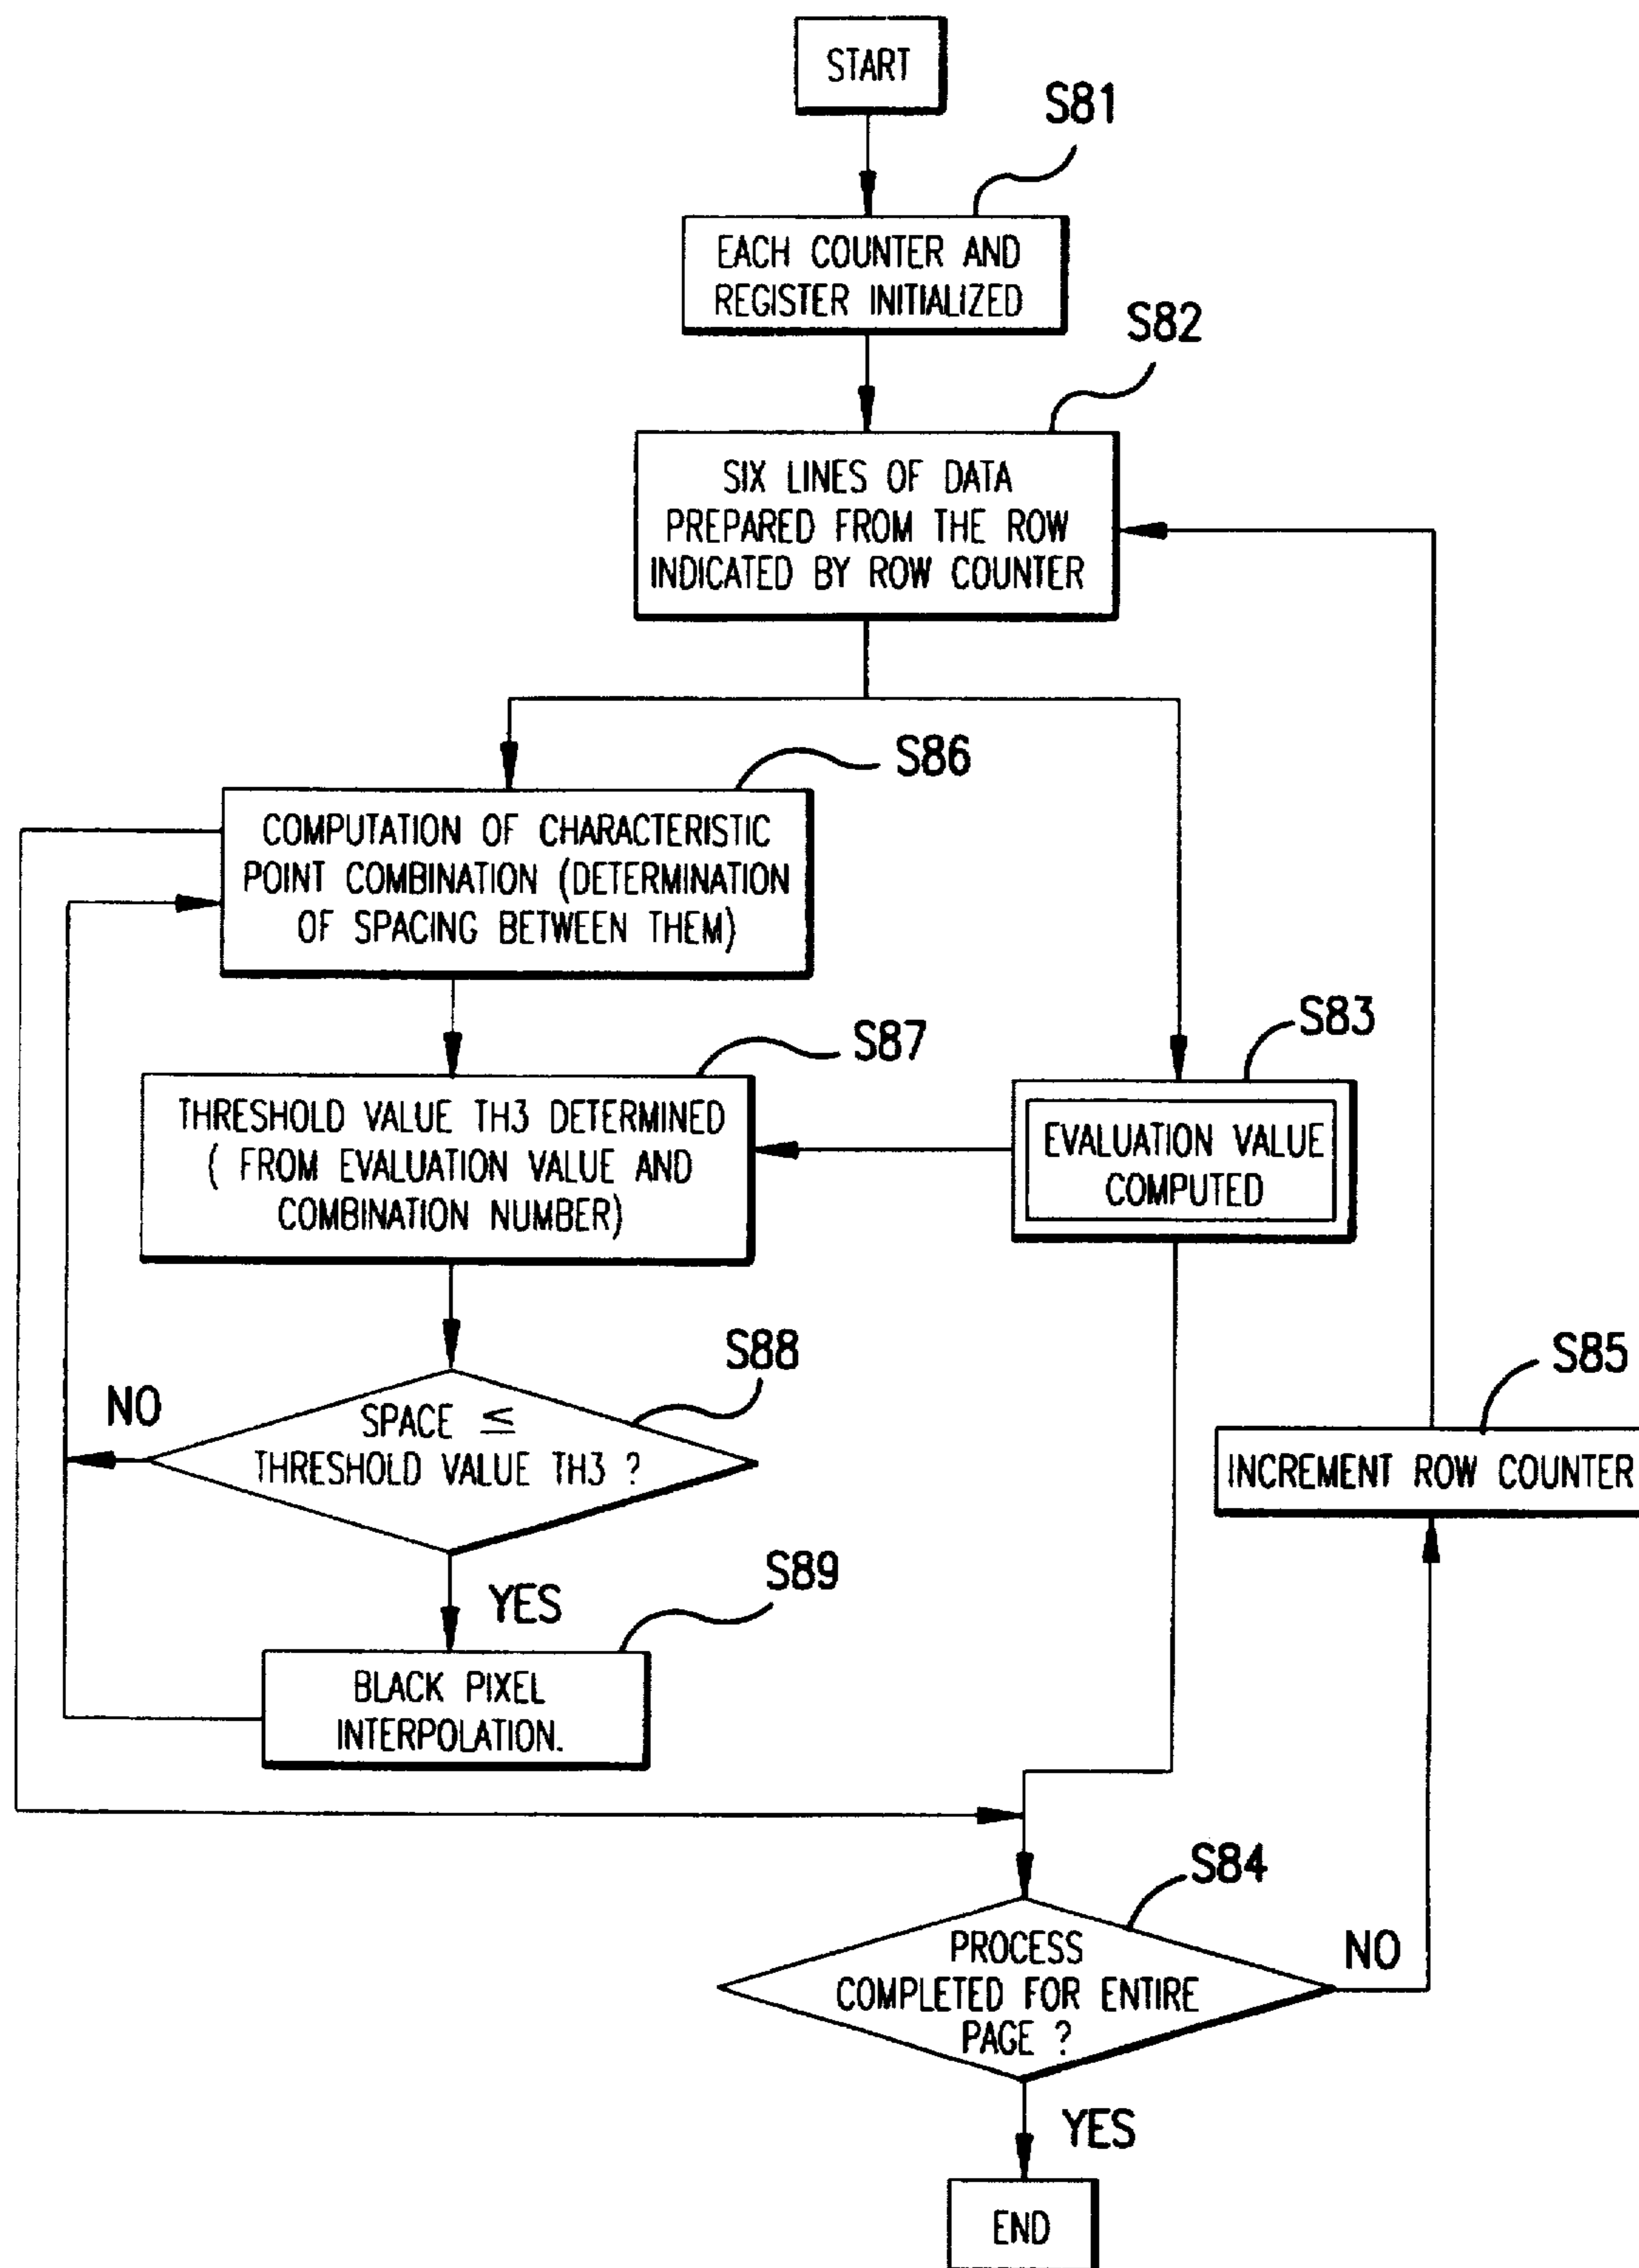 START
S81
EACH COUNTER AND
REGISTER INITIALIZED
S82
SIX LINES OF DATA
PREPARED FROM THE ROW
INDICATED BY ROW COUNTER
S86
COMPUTATION OF CHARACTERISTIC
POINT COMBINATION (DETERMINATION
OF SPACING BETWEEN THEM)
S87
THRESHOLD VALUE TH3 DETERMINED
( FROM EVALUATION VALUE AND
COMBINATION NUMBER)
S83
EVALUATION VALUE
COMPUTED
S88
NO
SPACE ≦
THRESHOLD VALUE TH3 ?
S85
INCREMENT ROW COUNTER
YES
S89
BLACK PIXEL
INTERPOLATION.
S84
PROCESS
COMPLETED FOR ENTIRE
PAGE ?
NO
YES
END